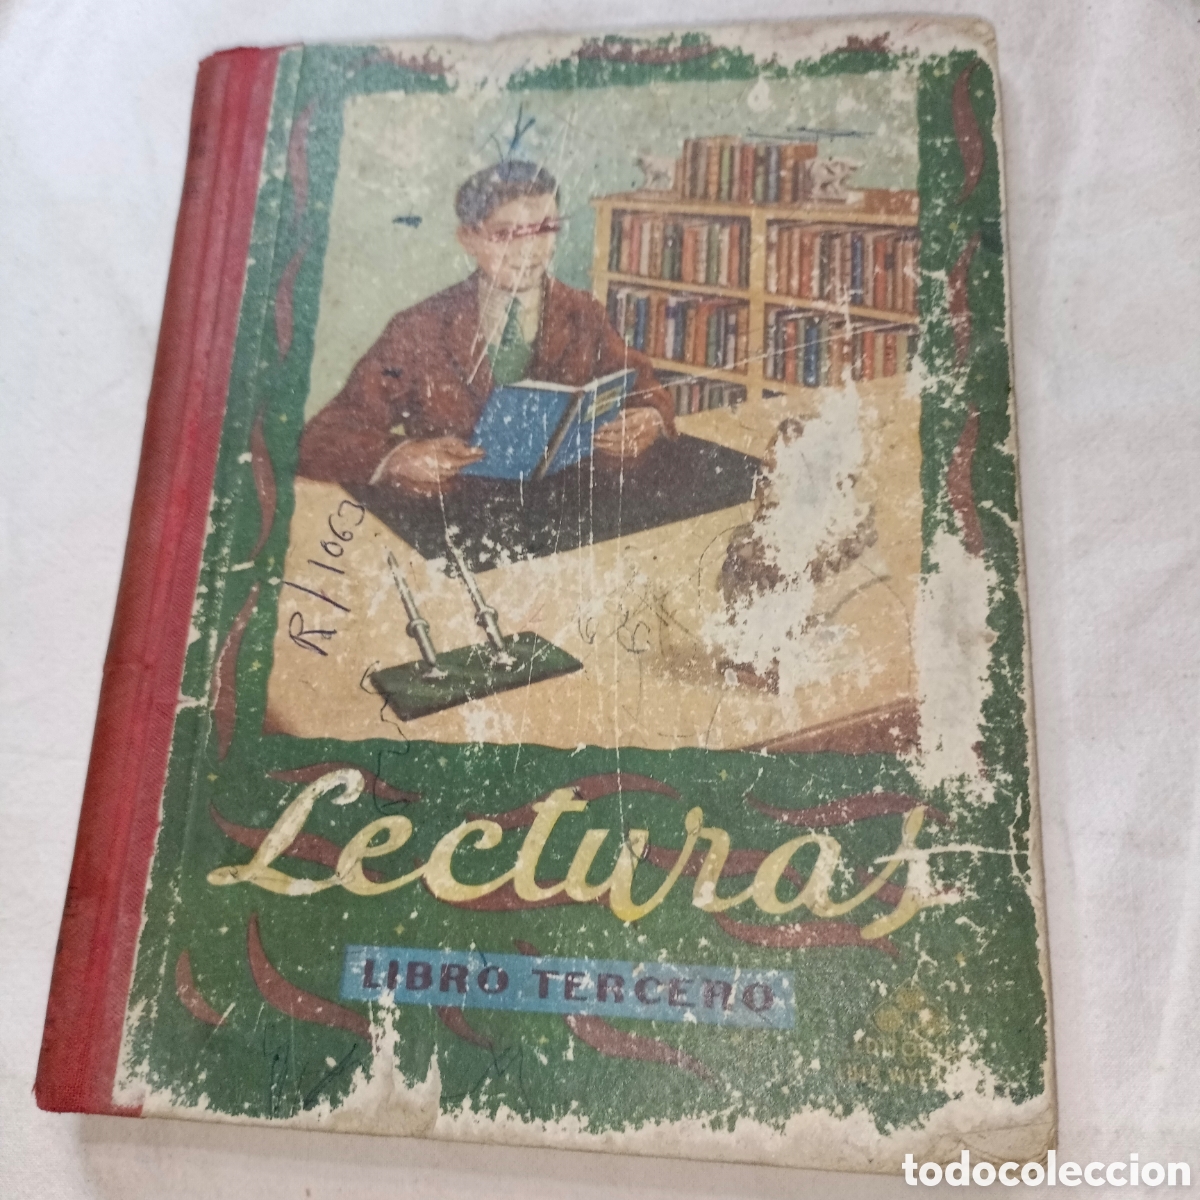 R/1063
Lecturas
LIBRO TERCERO
todocoleccion